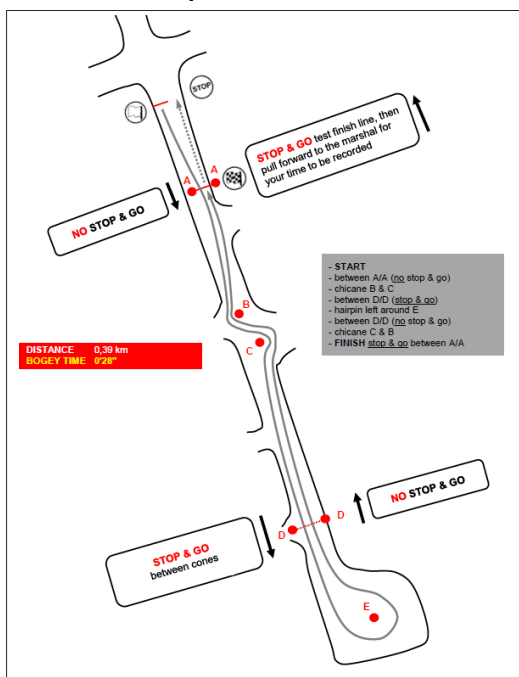 STOP
STOP & GO test finish line, then
pull forward to the marshal for
your time to be recorded
A
A
NO STOP & GO
B
C
- START
- between A/A (no stop & go)
- chicane B & C
- between D/D (stop & go)
- hairpin left around E
- between D/D (no stop & go)
- chicane C & B
- FINISH stop & go between A/A
DISTANCE 0,39 km
BOGEY TIME 0'28"
NO STOP & GO
D
D
STOP & GO
between cones
E